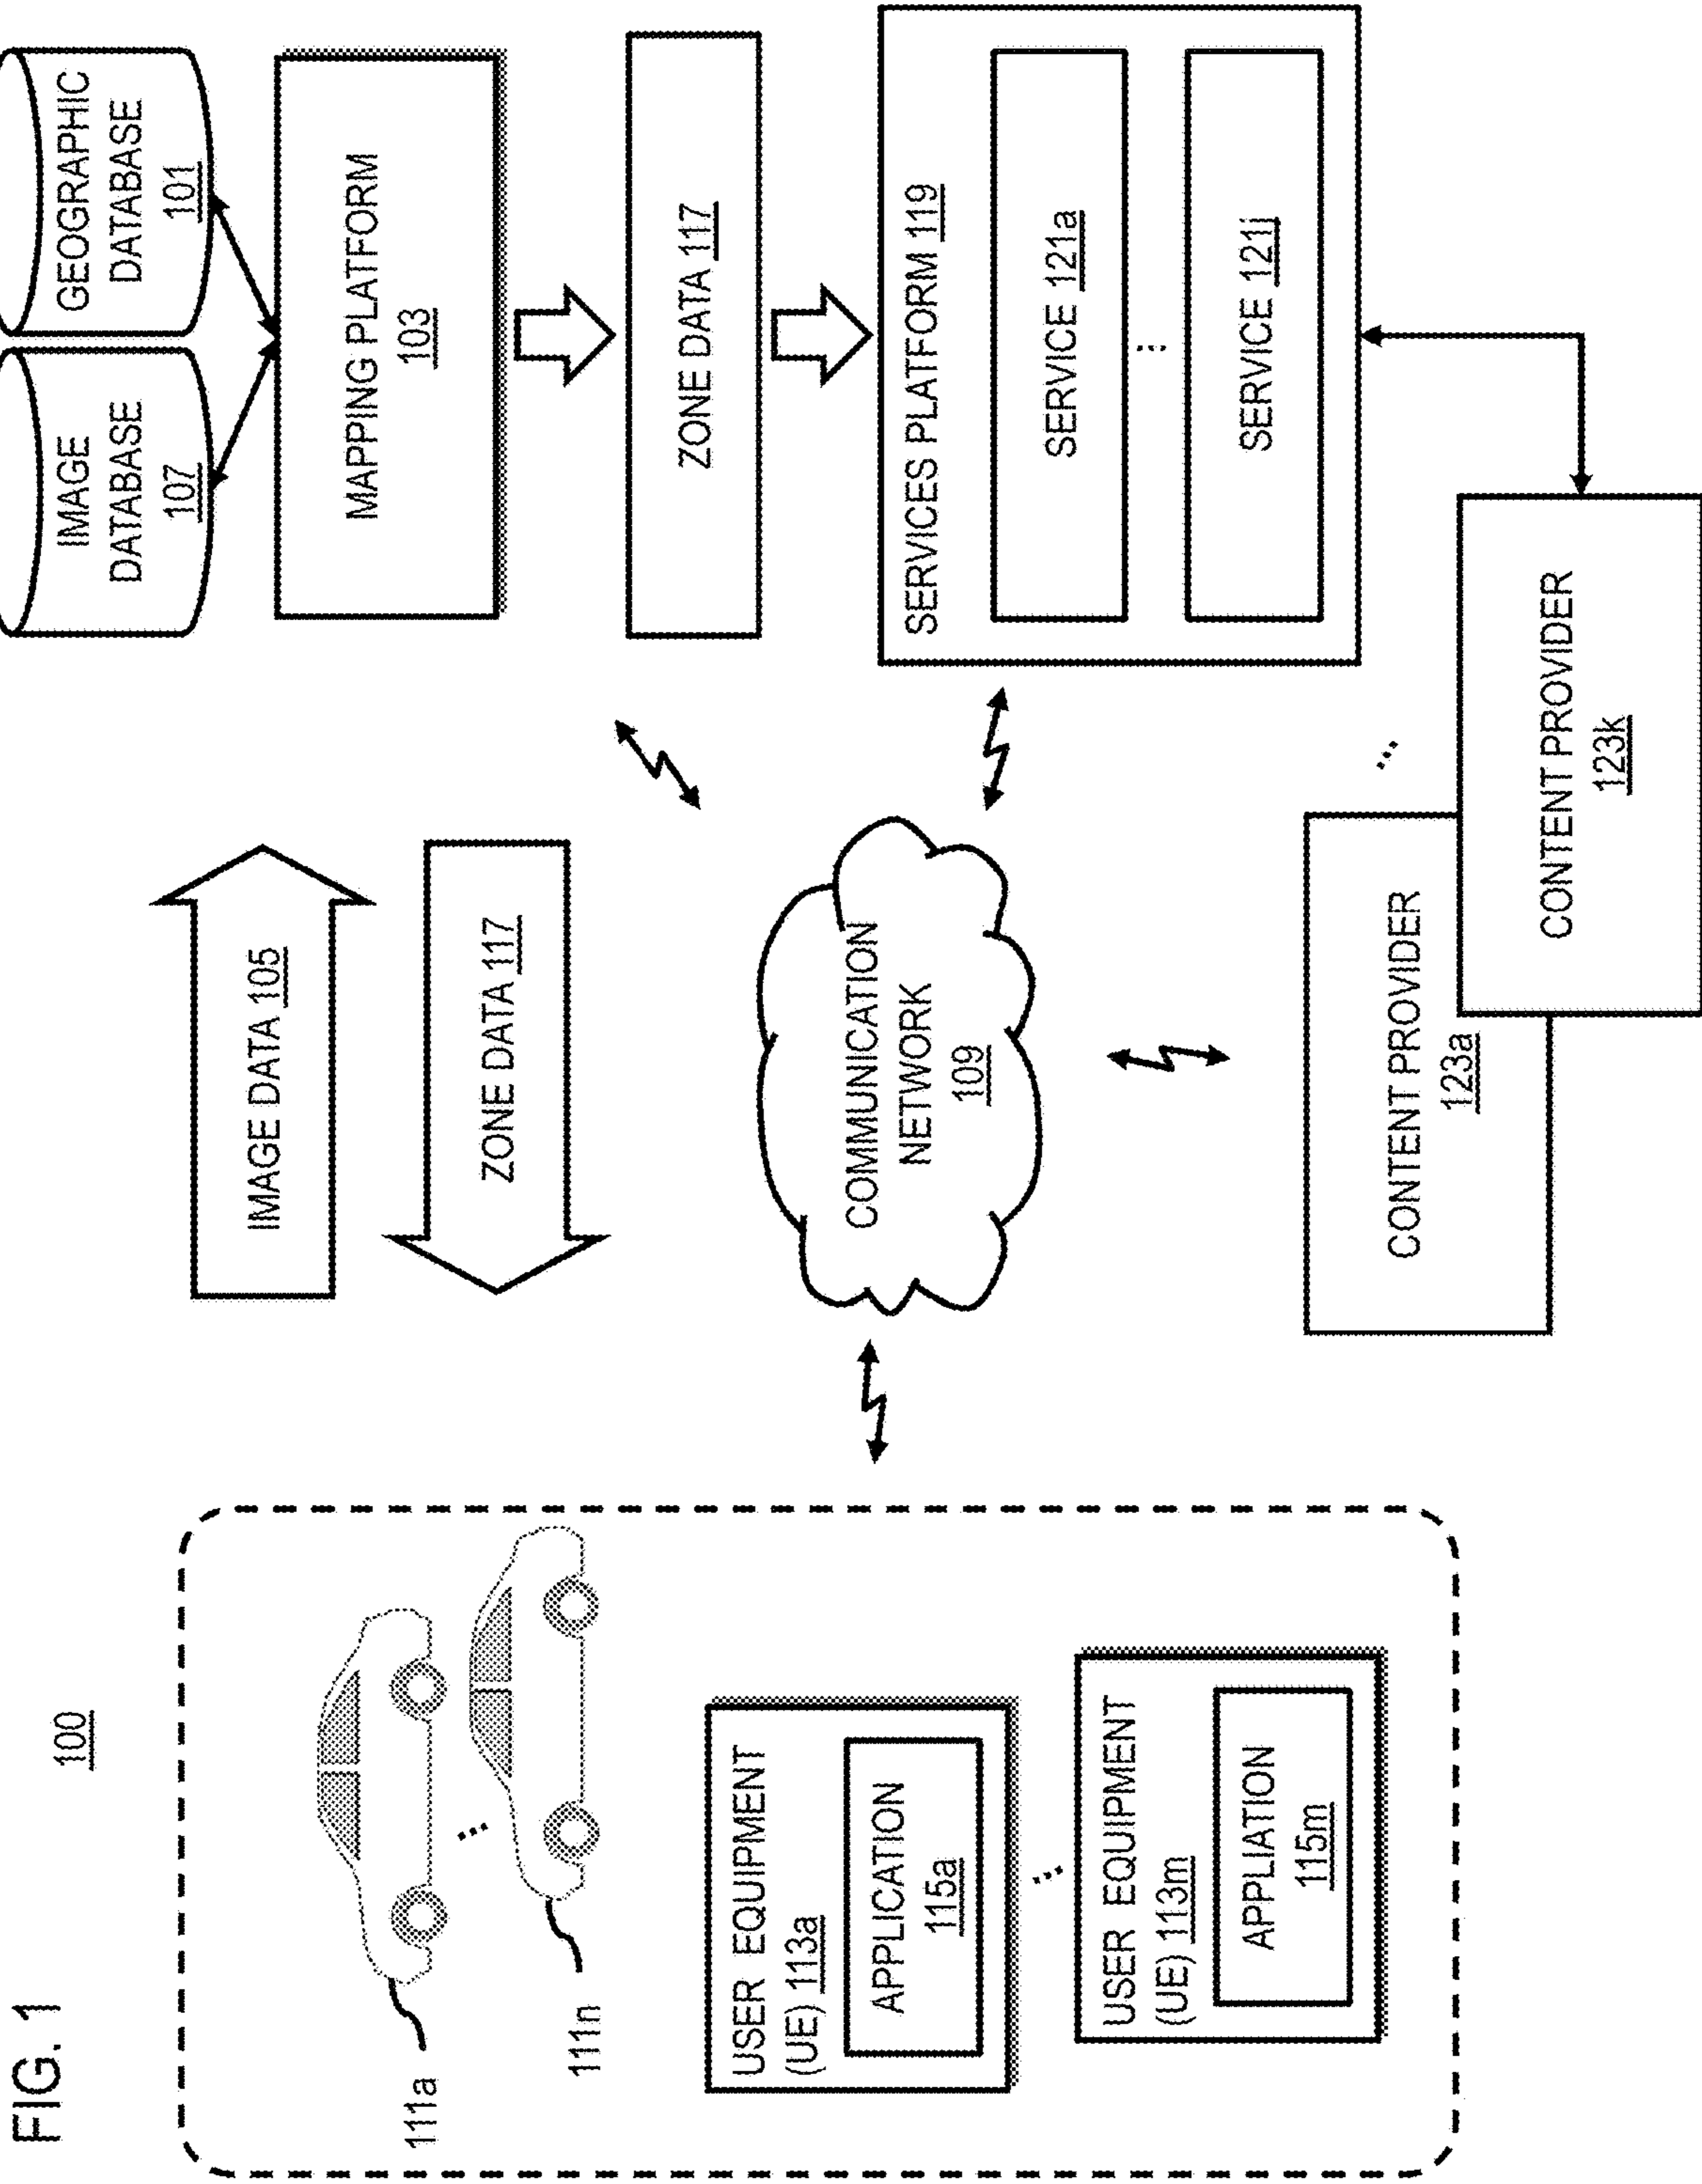 FIG. 1
100
111a
111n
USER EQUIPMENT
(UE) 113a
APPLICATION
115a
USER EQUIPMENT
(UE) 113m
APPLIATION
115m
IMAGE DATA 105
ZONE DATA 117
COMMUNICATION
NETWORK
109
IMAGE
DATABASE
107
GEOGRAPHIC
DATABASE
101
MAPPING PLATFORM
103
ZONE DATA 117
SERVICES PLATFORM 119
SERVICE 121a
...
SERVICE 121j
CONTENT PROVIDER
123a
...
CONTENT PROVIDER
123k